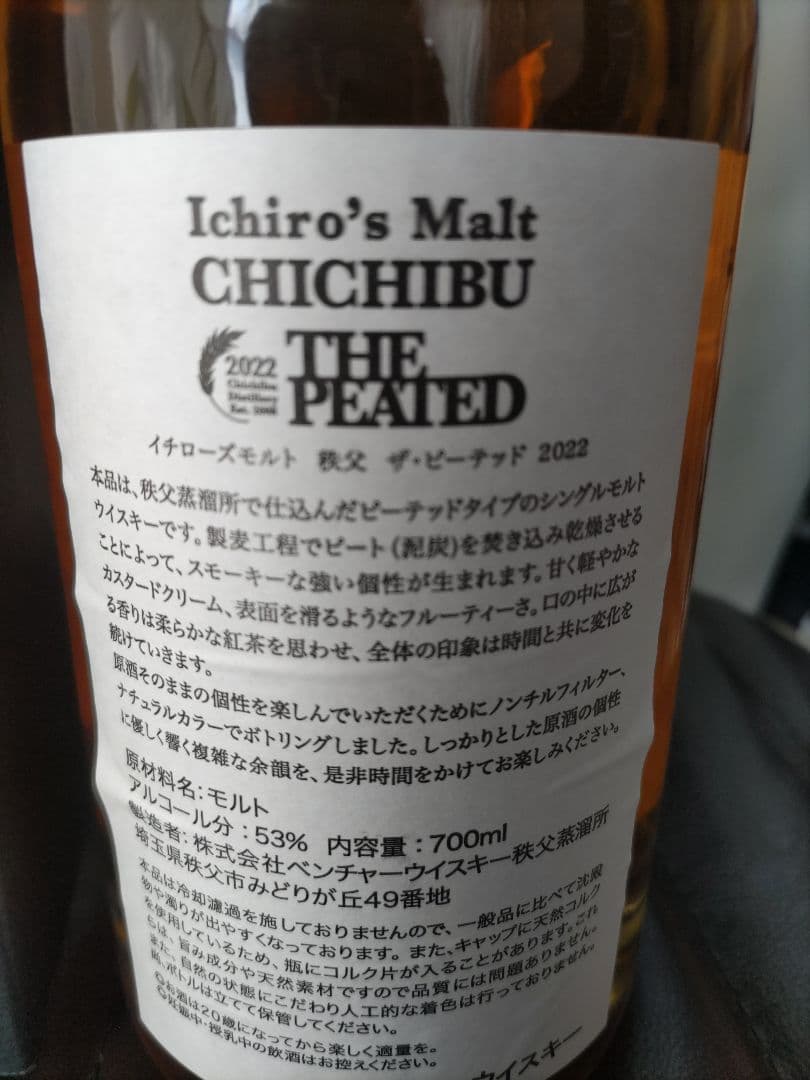 Ichiro's Malt
CHICHIBU
2022
Chichibu
Distillery
Est. 2008
THE
PEATED
イチローズモルト 秩父 ザ・ピーテッド 2022
本品は、秩父蒸溜所で仕込んだピーテッドタイプのシングルモルト
ウイスキーです。製麦工程でピート(泥炭)を焚き込み乾燥させる
ことによって、スモーキーな強い個性が生まれます。甘く軽やかな
カスタードクリーム、表面を滑るようなフルーティーさ。口の中に広が
る香りは柔らかな紅茶を思わせ、全体の印象は時間と共に変化を
続けていきます。
原酒そのままの個性を楽しんでいただくためにノンチルフィルター、
ナチュラルカラーでボトリングしました。しっかりとした原酒の個性
に優しく響く複雑な余韻を、是非時間をかけてお楽しみください。
原材料名:モルト
アルコール分:53% 内容量:700ml
製造者:株式会社ベンチャーウイスキー秩父蒸溜所
埼玉県秩父市みどりが丘49番地
本品は冷却濾過を施しておりませんので、一般品に比べて沈殿
物や濁りが出やすくなっております。また、キャップに天然コルク
を使用しているため、瓶にコルク片が入ることがあります。これ
らは、旨み成分や天然素材ですので品質には問題ありません。
また、自然の状態にこだわり人工的な着色は行っておりません。
尚、ボトルは立てて保管してください。
お酒は20歳になってから楽しく適量を。
妊娠中・授乳中の飲酒はお控えください。
ウイスキー